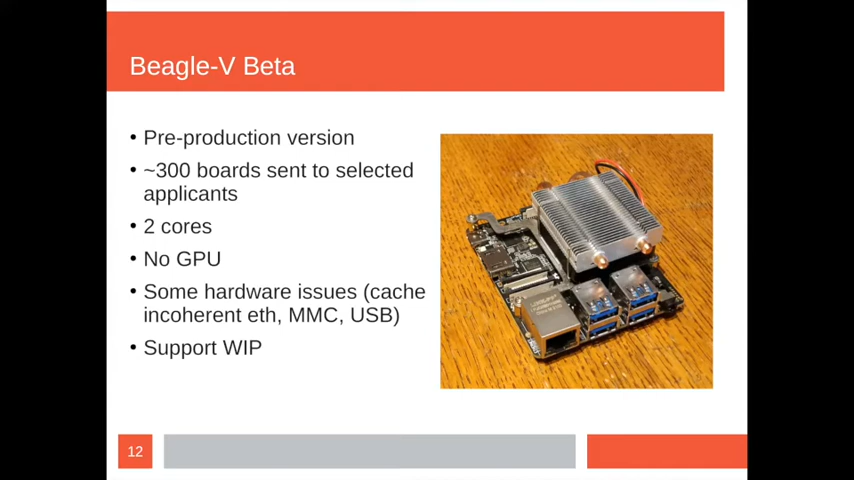 Beagle-V Beta
• Pre-production version
• ~300 boards sent to selected
applicants
• 2 cores
• No GPU
• Some hardware issues (cache
incoherent eth, MMC, USB)
• Support WIP
12